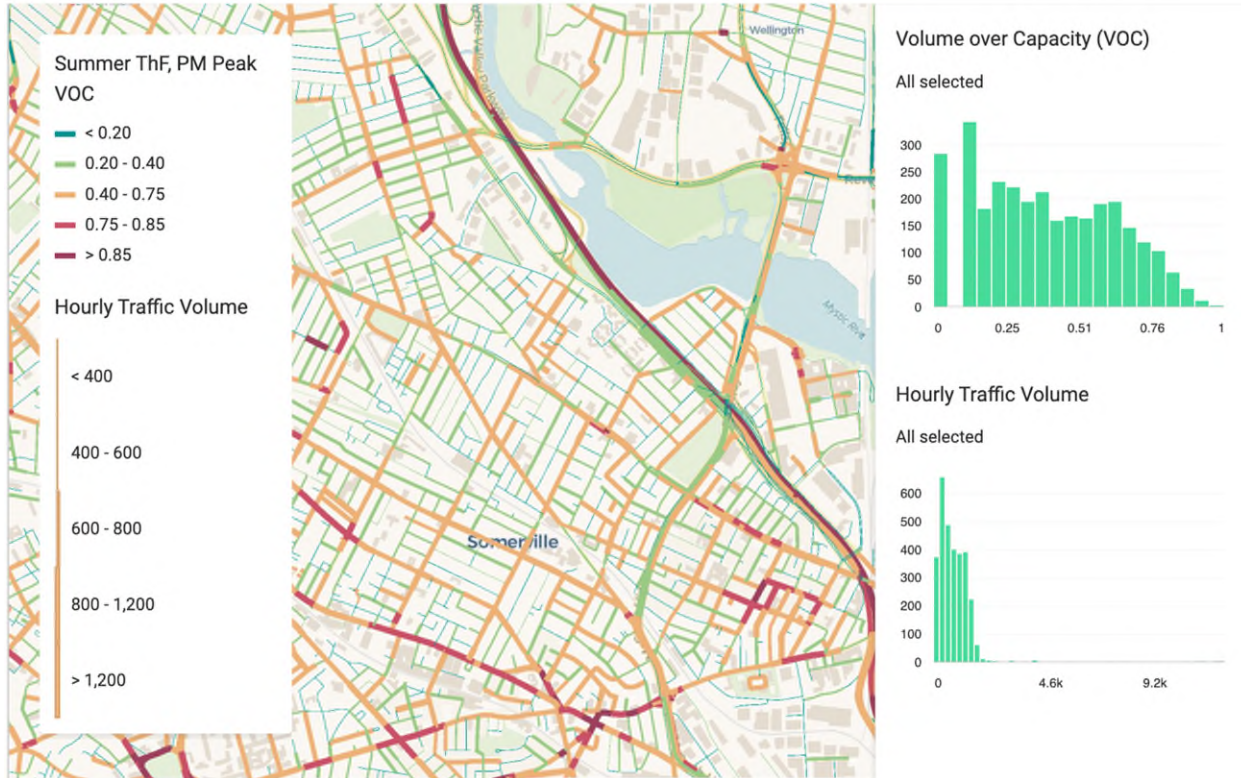 Summer ThF, PM Peak
VOC
< 0.20
0.20 - 0.40
0.40 - 0.75
0.75 - 0.85
> 0.85
Hourly Traffic Volume
< 400
400 - 600
600 - 800
800 - 1,200
> 1,200
Wellington
Somerville
Volume over Capacity (VOC)
All selected
300
250
200
150
100
50
0
0 0.25 0.51 0.76 1
Hourly Traffic Volume
All selected
600
500
400
300
200
100
0
0 4.6k 9.2k